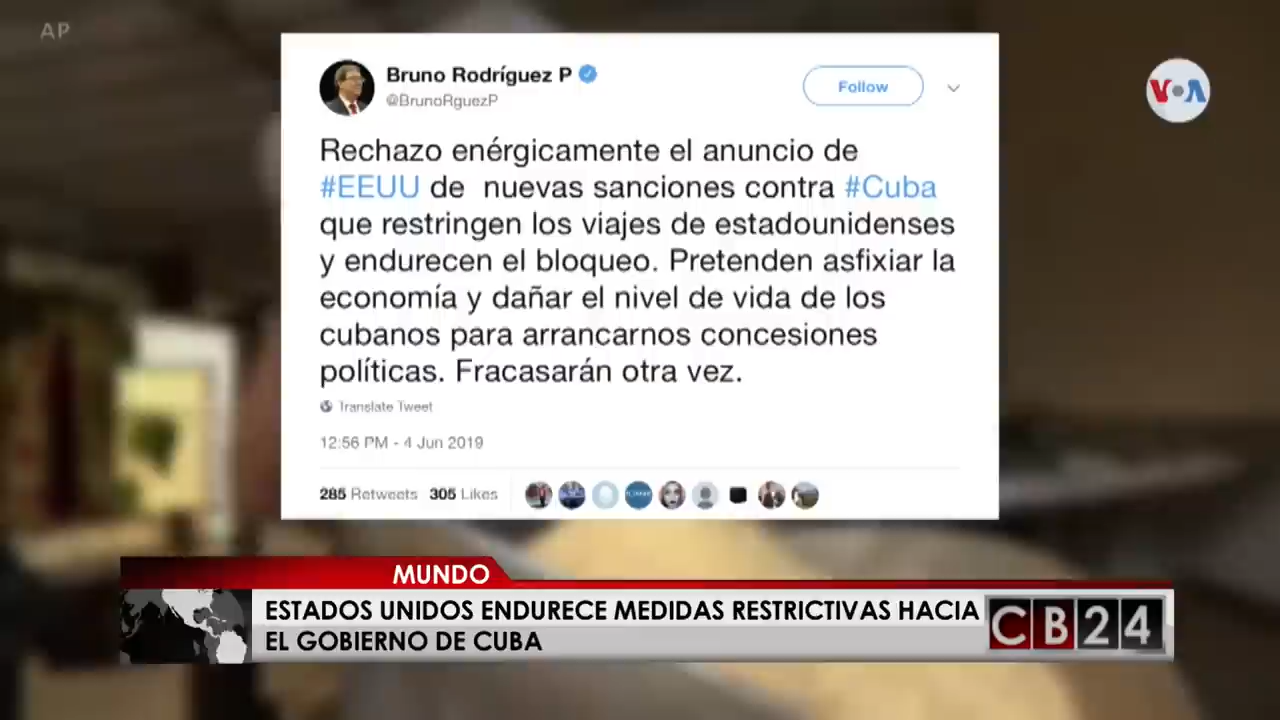 AP
Bruno Rodríguez P
@BrunoRguezP
Follow
VOA
Rechazo enérgicamente el anuncio de
#EEUU de nuevas sanciones contra #Cuba
que restringen los viajes de estadounidenses
y endurecen el bloqueo. Pretenden asfixiar la
economía y dañar el nivel de vida de los
cubanos para arrancarnos concesiones
políticas. Fracasarán otra vez.
Translate Tweet
12:56 PM - 4 Jun 2019
285 Retweets 305 Likes
MUNDO
ESTADOS UNIDOS ENDURECE MEDIDAS RESTRICTIVAS HACIA
EL GOBIERNO DE CUBA
CB24